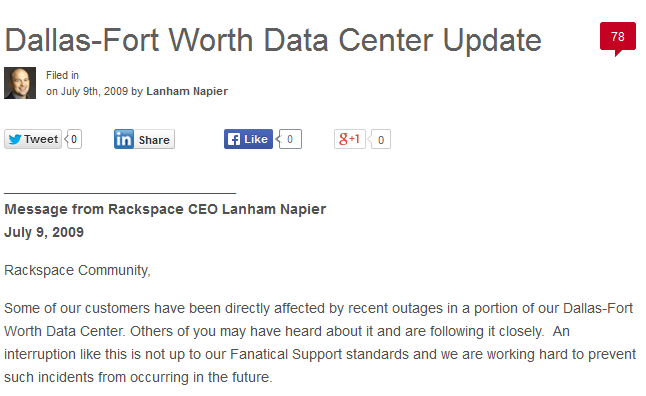 Dallas-Fort Worth Data Center Update
78
Filed in
on July 9th, 2009 by Lanham Napier
Tweet 0
in Share
f Like 0
g+1 0
Message from Rackspace CEO Lanham Napier
July 9, 2009
Rackspace Community,
Some of our customers have been directly affected by recent outages in a portion of our Dallas-Fort
Worth Data Center. Others of you may have heard about it and are following it closely.  An
interruption like this is not up to our Fanatical Support standards and we are working hard to prevent
such incidents from occurring in the future.